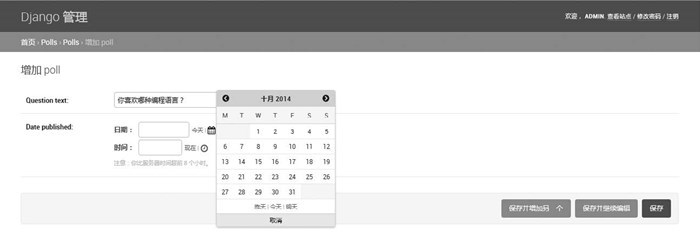 Django 管理
欢迎， ADMIN. 查看站点 / 修改密码 / 注销
首页 › Polls › Polls › 增加 poll
增加 poll
Question text:
你喜欢哪种编程语言？
Date published:
日期：
今天
时间：
现在
注意：你比服务器时间超前 8 个小时。
十月 2014
M T W T F S S
1 2 3 4 5
6 7 8 9 10 11 12
13 14 15 16 17 18 19
20 21 22 23 24 25 26
27 28 29 30 31
昨天 | 今天 | 明天
取消
保存并增加另一个
保存并继续编辑
保存